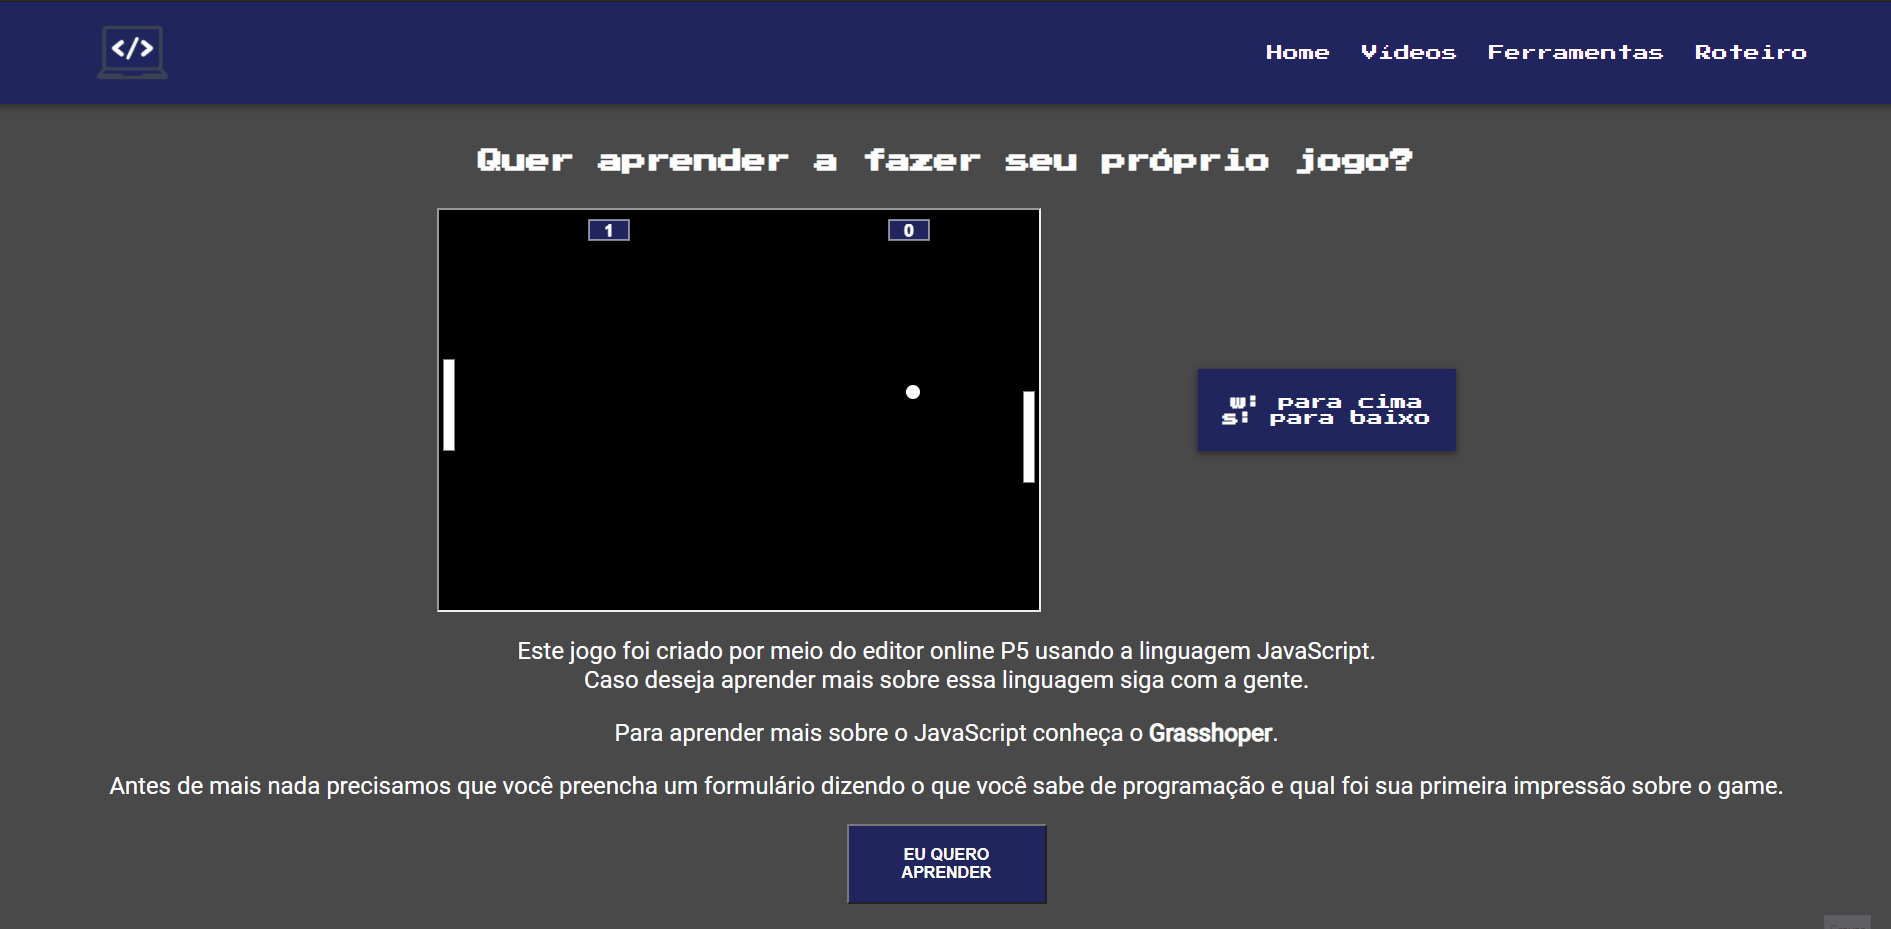 </>
Home Vídeos Ferramentas Roteiro
Quer aprender a fazer seu próprio jogo?
1 0
w: para cima
s: para baixo
Este jogo foi criado por meio do editor online P5 usando a linguagem JavaScript.
Caso deseja aprender mais sobre essa linguagem siga com a gente.
Para aprender mais sobre o JavaScript conheça o Grasshoper.
Antes de mais nada precisamos que você preencha um formulário dizendo o que você sabe de programação e qual foi sua primeira impressão sobre o game.
EU QUERO
APRENDER